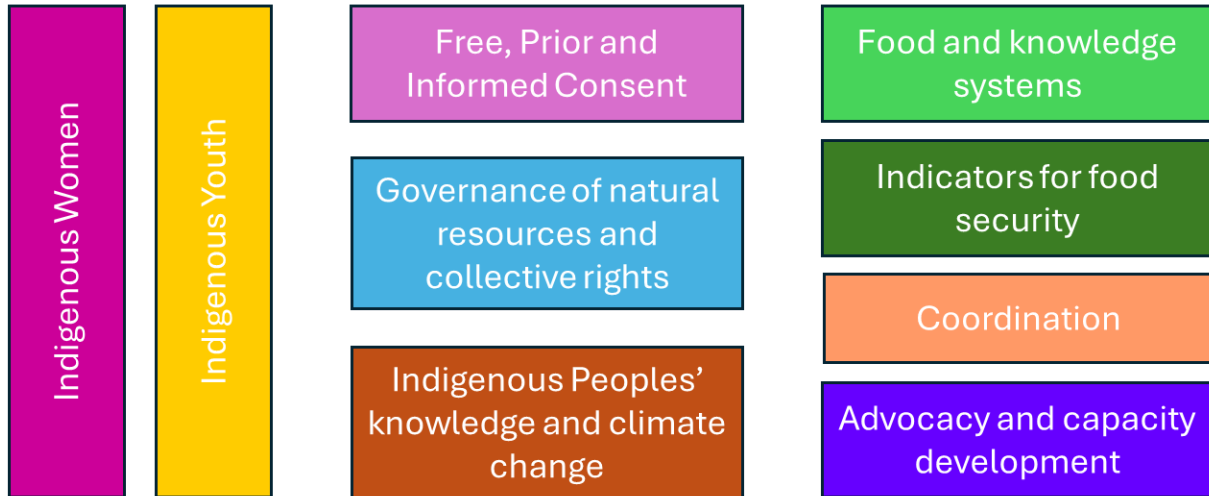 Indigenous Women
Indigenous Youth
Free, Prior and
Informed Consent
Governance of natural
resources and
collective rights
Indigenous Peoples’
knowledge and climate
change
Food and knowledge
systems
Indicators for food
security
Coordination
Advocacy and capacity
development